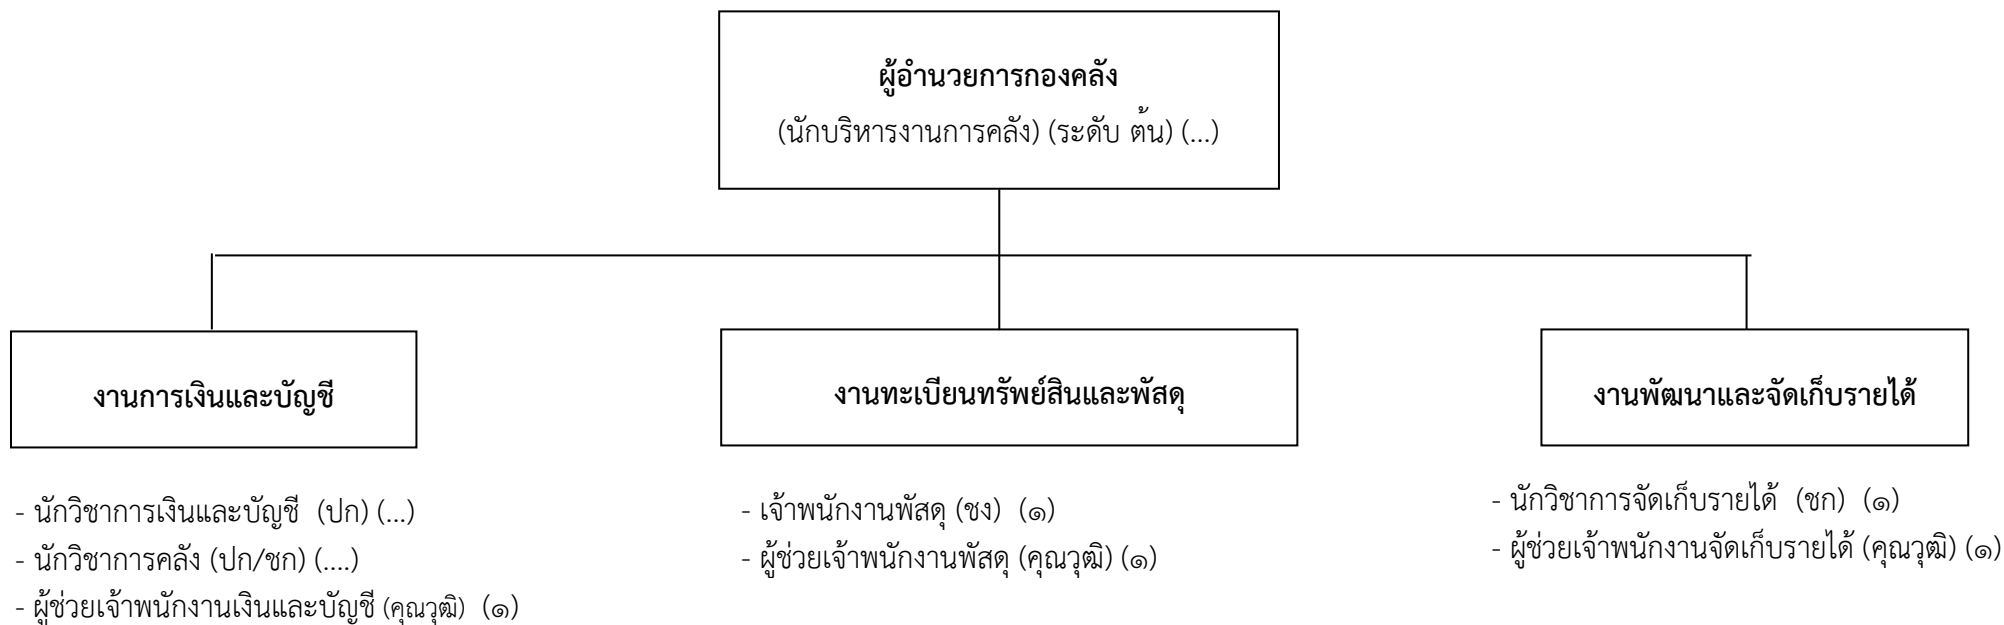 ผู้อำนวยการกองคลัง
(นักบริหารงานการคลัง) (ระดับ ต้น) (...)
งานการเงินและบัญชี
- นักวิชาการเงินและบัญชี (ปก) (...)
- นักวิชาการคลัง (ปก/ชก) (....)
- ผู้ช่วยเจ้าพนักงานเงินและบัญชี (คุณวุฒิ) (๑)
งานทะเบียนทรัพย์สินและพัสดุ
- เจ้าพนักงานพัสดุ (ชง) (๑)
- ผู้ช่วยเจ้าพนักงานพัสดุ (คุณวุฒิ) (๑)
งานพัฒนาและจัดเก็บรายได้
- นักวิชาการจัดเก็บรายได้ (ชก) (๑)
- ผู้ช่วยเจ้าพนักงานจัดเก็บรายได้ (คุณวุฒิ) (๑)